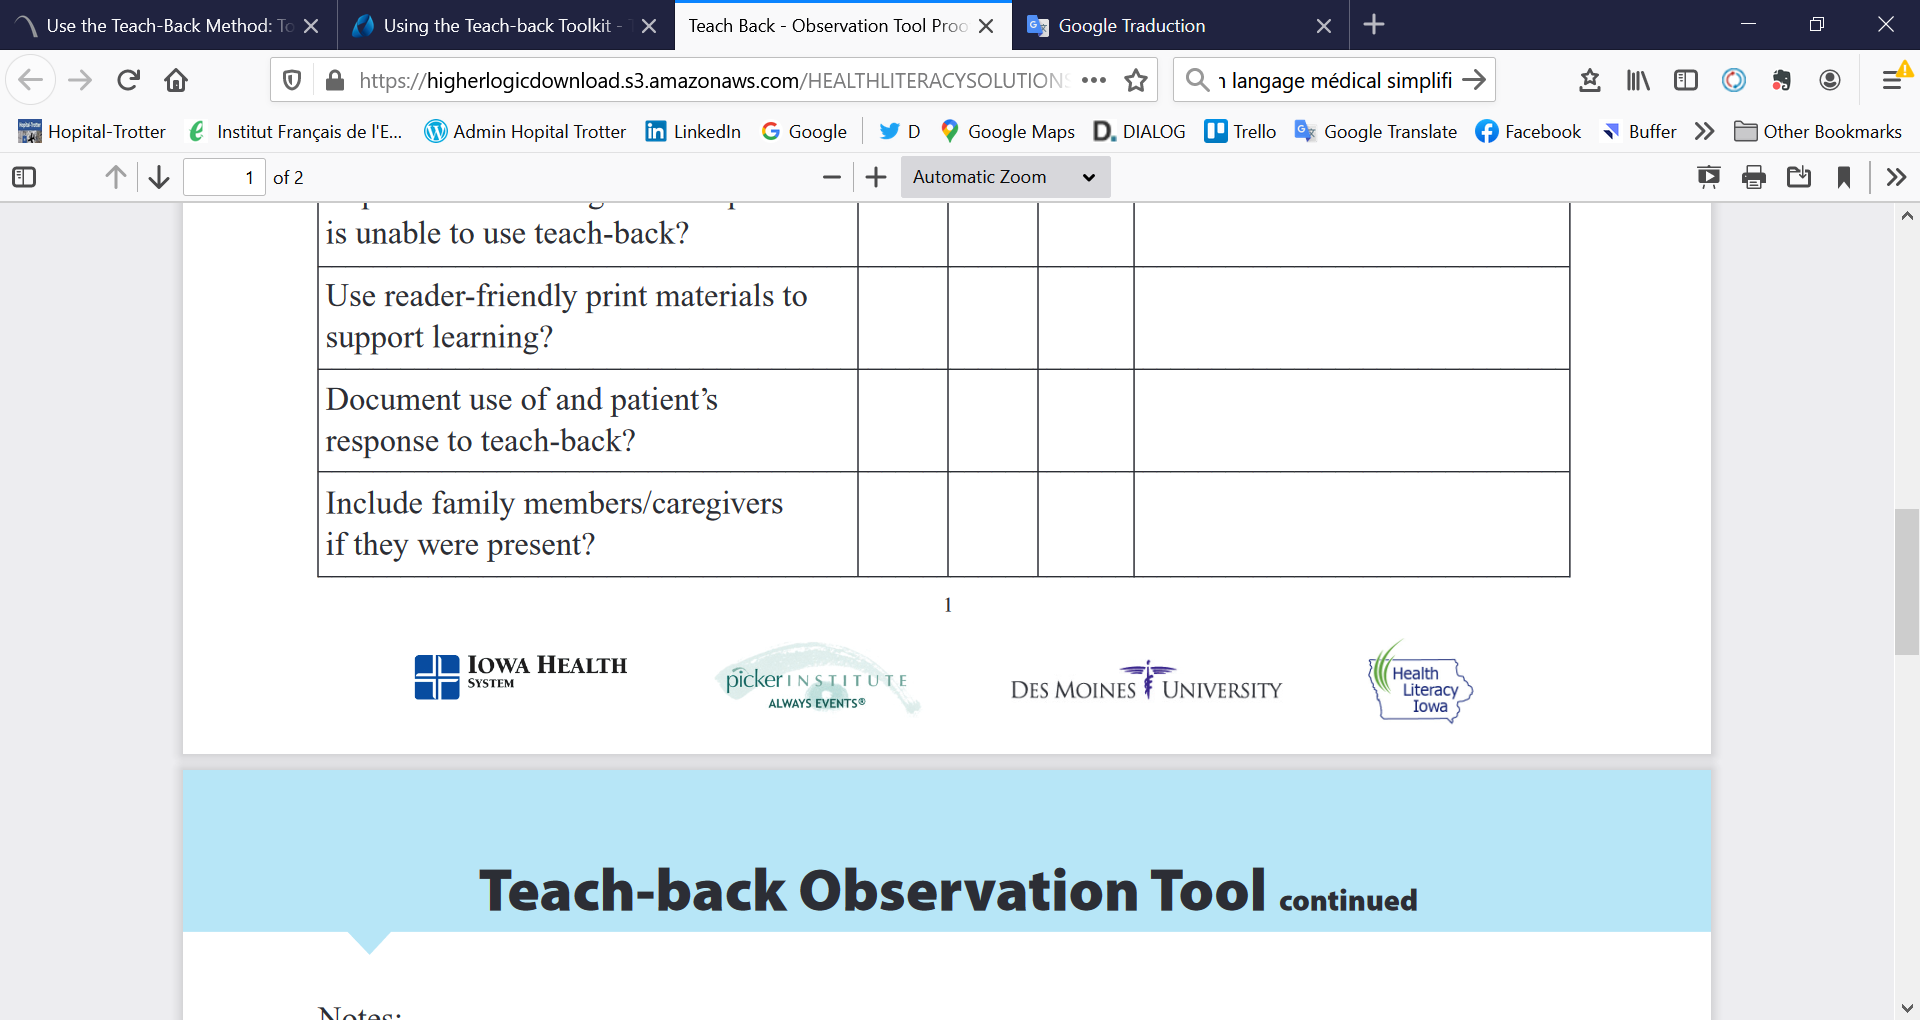 Use the Teach-Back Method: To
Using the Teach-back Toolkit -
Teach Back - Observation Tool Proo
Google Traduction
https://higherlogicdownload.s3.amazonaws.com/HEALTHLITERACYSOLUTIONS
langage médical simplifi
Hopital-Trotter
Institut Français de l'E...
Admin Hopital Trotter
LinkedIn
Google
D
Google Maps
DIALOG
Trello
Google Translate
Facebook
Buffer
Other Bookmarks
1 of 2
Automatic Zoom
is unable to use teach-back?
Use reader-friendly print materials to
support learning?
Document use of and patient’s
response to teach-back?
Include family members/caregivers
if they were present?
1
IOWA HEALTH
SYSTEM
picker INSTITUTE
ALWAYS EVENTS®
DES MOINES UNIVERSITY
Health
Literacy
Iowa
Teach-back Observation Tool continued
Notes: